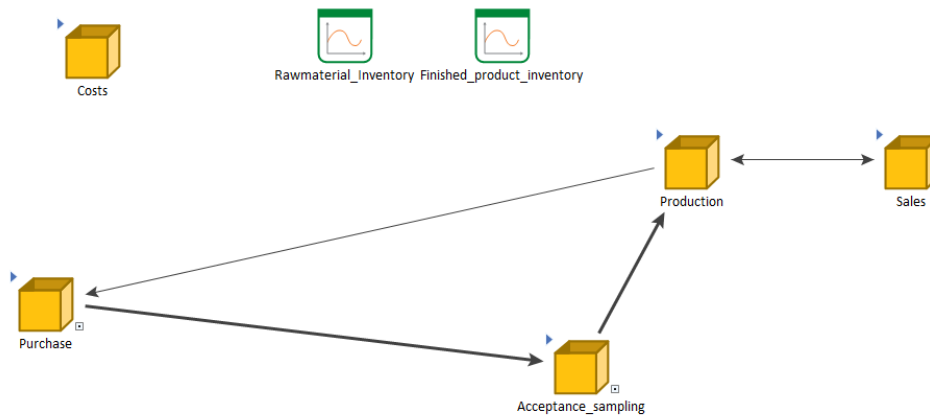 Costs
Rawmaterial_Inventory
Finished_product_inventory
Production
Sales
Purchase
Acceptance_sampling